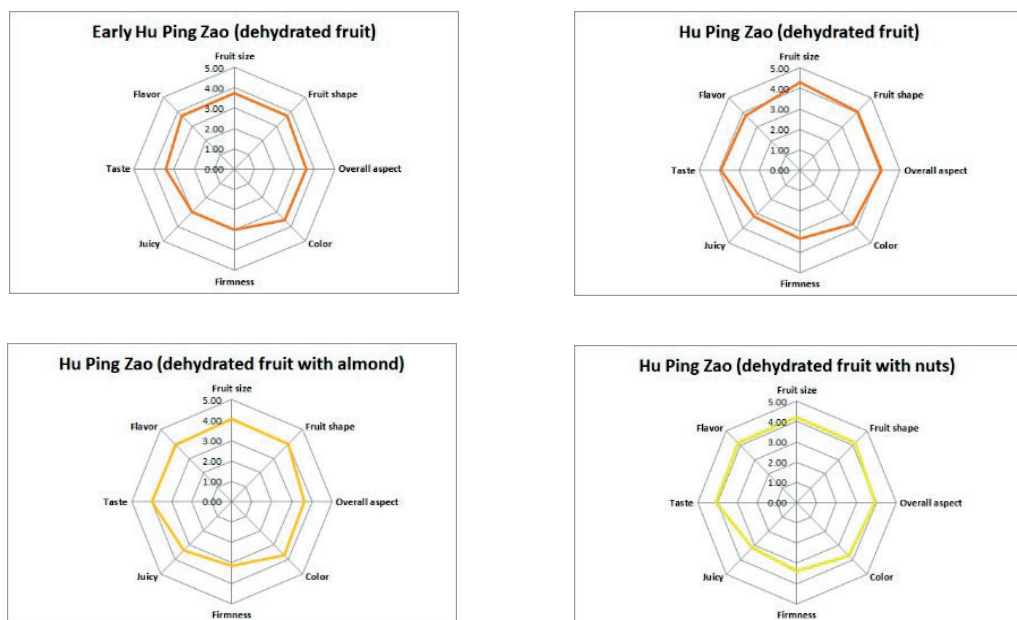 Early Hu Ping Zao (dehydrated fruit)
Fruit size
5.00
Flavor
Fruit shape
4.00
3.00
2.00
1.00
Taste
0.00
Overall aspect
Juicy
Color
Firmness
Hu Ping Zao (dehydrated fruit)
Fruit size
5.00
Flavor
Fruit shape
4.00
3.00
2.00
1.00
Taste
0.00
Overall aspect
Juicy
Color
Firmness
Hu Ping Zao (dehydrated fruit with almond)
Fruit size
5.00
Flavor
Fruit shape
4.00
3.00
2.00
1.00
Taste
0.00
Overall aspect
Juicy
Color
Firmness
Hu Ping Zao (dehydrated fruit with nuts)
Fruit size
5.00
Flavor
Fruit shape
4.00
3.00
2.00
1.00
Taste
0.00
Overall aspect
Juicy
Color
Firmness